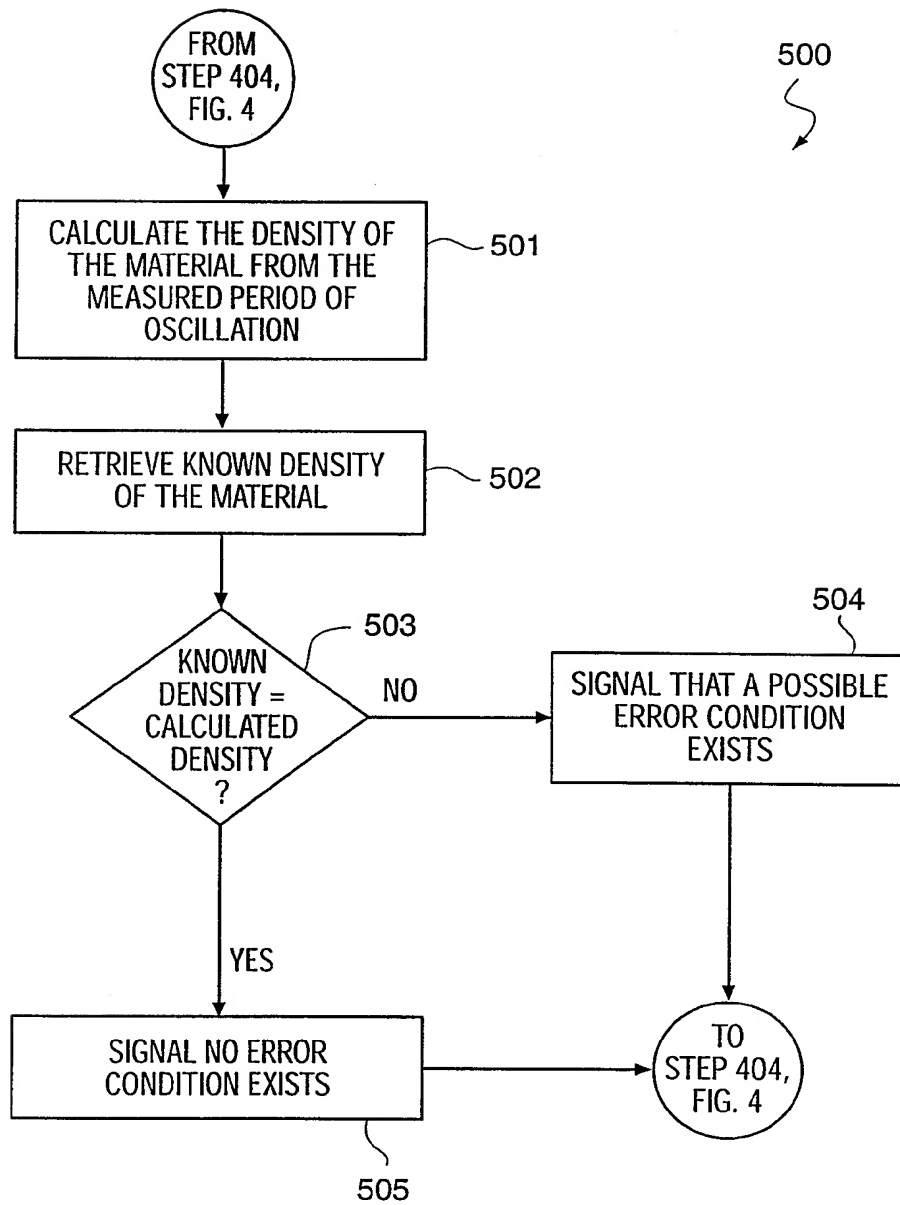 FROM
STEP 404,
FIG. 4
500
CALCULATE THE DENSITY OF
THE MATERIAL FROM THE
MEASURED PERIOD OF
OSCILLATION
501
RETRIEVE KNOWN DENSITY
OF THE MATERIAL
502
KNOWN
DENSITY =
CALCULATED
DENSITY
?
503
NO
504
SIGNAL THAT A POSSIBLE
ERROR CONDITION
EXISTS
YES
SIGNAL NO ERROR
CONDITION EXISTS
505
TO
STEP 404,
FIG. 4